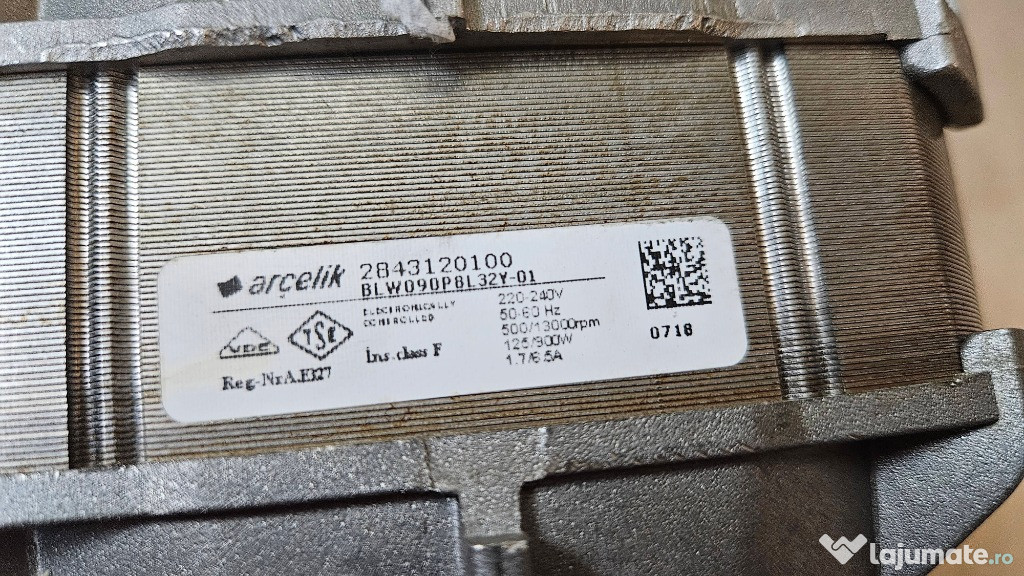 arçelik 2843120100
BLW090P8L32Y-01
ELECTRONICALLY
CONTROLLED
220-240V
50-60 Hz
500/13000rpm
125/900W
1.7/6.5A
VDE
TSE
Ins.class F
Reg-Nr.A.E327
0718
lajumate.ro